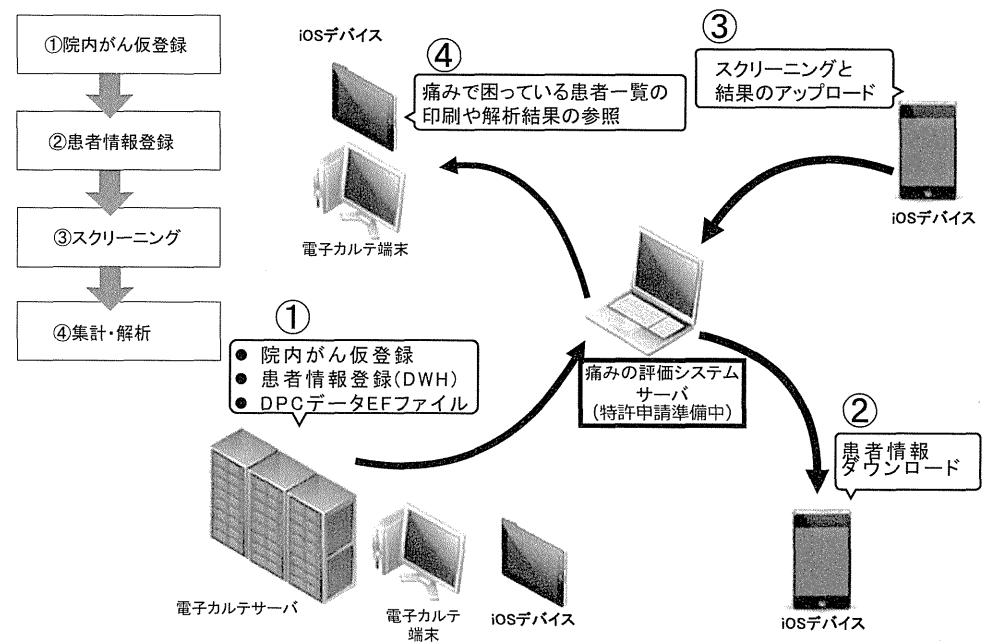 ①院内がん仮登録
②患者情報登録
③スクリーニング
④集計・解析
iOSデバイス
④
痛みで困っている患者一覧の
印刷や解析結果の参照
電子カルテ端末
③
スクリーニングと
結果のアップロード
iOSデバイス
①
● 院内がん仮登録
● 患者情報登録(DWH)
● DPCデータEFファイル
痛みの評価システム
サーバ
(特許申請準備中)
②
患者情報
ダウンロード
電子カルテサーバ
電子カルテ
端末
iOSデバイス
iOSデバイス